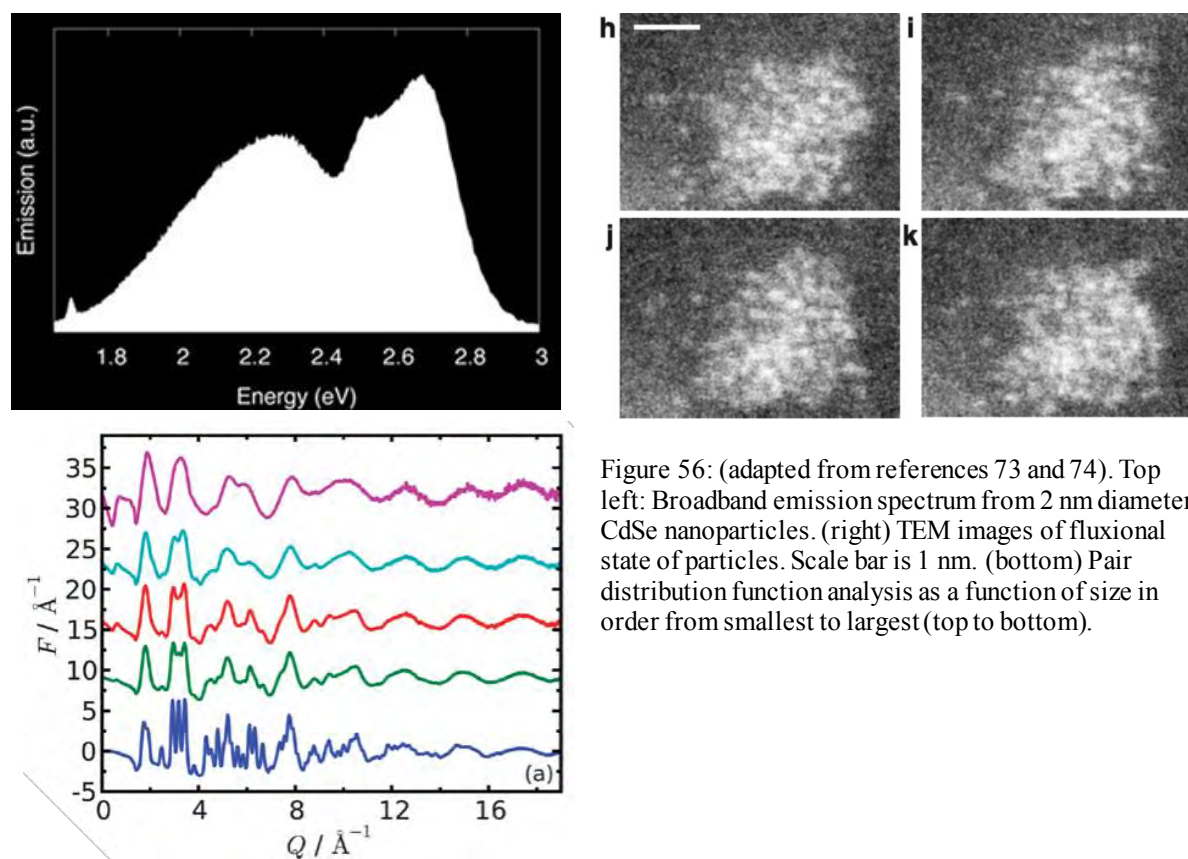 Emission (a.u.)
1.8 2 2.2 2.4 2.6 2.8 3
Energy (eV)
h
i
j
k
35
30
25
20
15
10
5
0
-5
F / Å⁻¹
(a)
0 4 8 12 16
Q / Å⁻¹
Figure 56: (adapted from references 73 and 74). Top
left: Broadband emission spectrum from 2 nm diameter
CdSe nanoparticles. (right) TEM images of fluxional
state of particles. Scale bar is 1 nm. (bottom) Pair
distribution function analysis as a function of size in
order from smallest to largest (top to bottom).